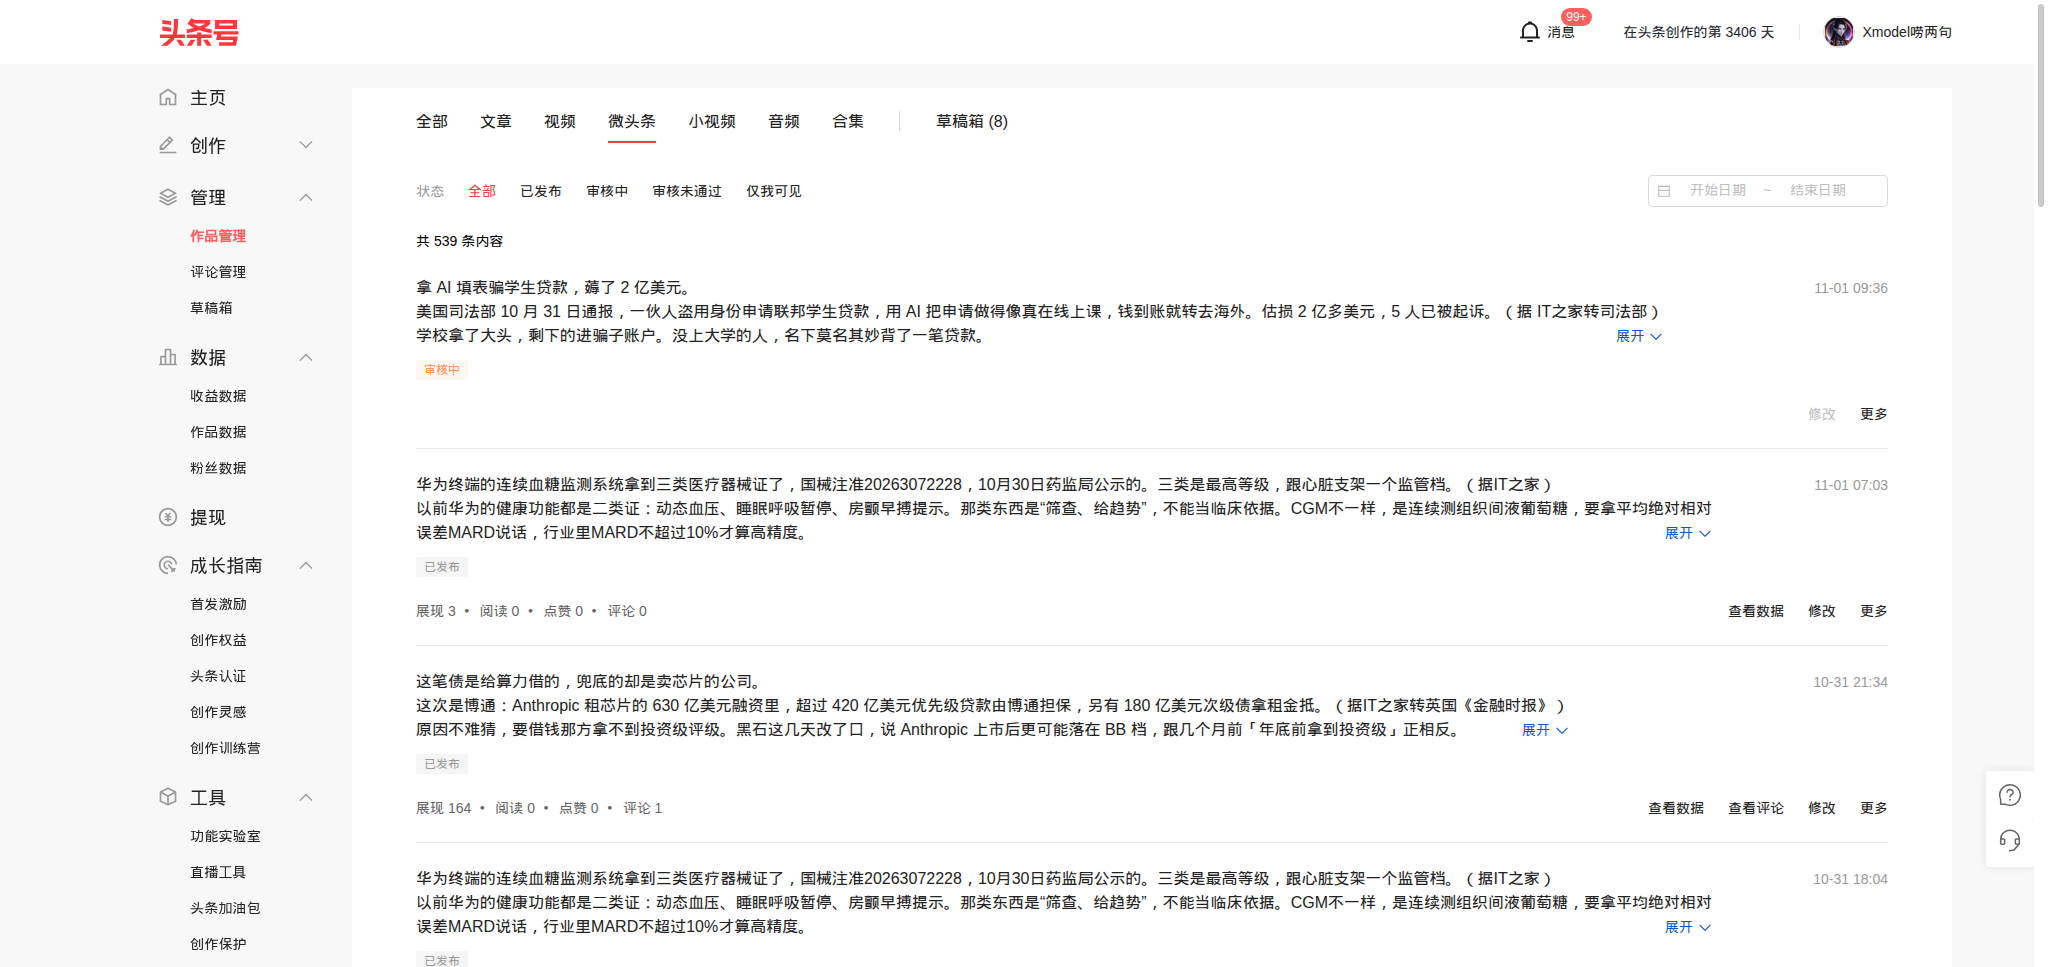 头条号
消息
99+
在头条创作的第 3406 天
Xmodel唠两句
主页
创作
管理
作品管理
评论管理
草稿箱
数据
收益数据
作品数据
粉丝数据
提现
成长指南
首发激励
创作权益
头条认证
创作灵感
创作训练营
工具
功能实验室
直播工具
头条加油包
创作保护
全部 文章 视频 微头条 小视频 音频 合集 草稿箱 (8)
状态 全部 已发布 审核中 审核未通过 仅我可见
开始日期 ~ 结束日期
共 539 条内容
拿 AI 填表骗学生贷款，薅了 2 亿美元。
11-01 09:36
美国司法部 10 月 31 日通报，一伙人盗用身份申请联邦学生贷款，用 AI 把申请做得像真在线上课，钱到账就转去海外。估损 2 亿多美元，5 人已被起诉。（据 IT之家转司法部）
学校拿了大头，剩下的进骗子账户。没上大学的人，名下莫名其妙背了一笔贷款。
展开
审核中
修改 更多
华为终端的连续血糖监测系统拿到三类医疗器械证了，国械注准20263072228，10月30日药监局公示的。三类是最高等级，跟心脏支架一个监管档。（据IT之家）
11-01 07:03
以前华为的健康功能都是二类证：动态血压、睡眠呼吸暂停、房颤早搏提示。那类东西是“筛查、给趋势”，不能当临床依据。CGM不一样，是连续测组织间液葡萄糖，要拿平均绝对相对
误差MARD说话，行业里MARD不超过10%才算高精度。
展开
已发布
展现 3 • 阅读 0 • 点赞 0 • 评论 0
查看数据 修改 更多
这笔债是给算力借的，兜底的却是卖芯片的公司。
10-31 21:34
这次是博通：Anthropic 租芯片的 630 亿美元融资里，超过 420 亿美元优先级贷款由博通担保，另有 180 亿美元次级债拿租金抵。（据IT之家转英国《金融时报》）
原因不难猜，要借钱那方拿不到投资级评级。黑石这几天改了口，说 Anthropic 上市后更可能落在 BB 档，跟几个月前「年底前拿到投资级」正相反。
展开
已发布
展现 164 • 阅读 0 • 点赞 0 • 评论 1
查看数据 查看评论 修改 更多
华为终端的连续血糖监测系统拿到三类医疗器械证了，国械注准20263072228，10月30日药监局公示的。三类是最高等级，跟心脏支架一个监管档。（据IT之家）
10-31 18:04
以前华为的健康功能都是二类证：动态血压、睡眠呼吸暂停、房颤早搏提示。那类东西是“筛查、给趋势”，不能当临床依据。CGM不一样，是连续测组织间液葡萄糖，要拿平均绝对相对
误差MARD说话，行业里MARD不超过10%才算高精度。
展开
已发布